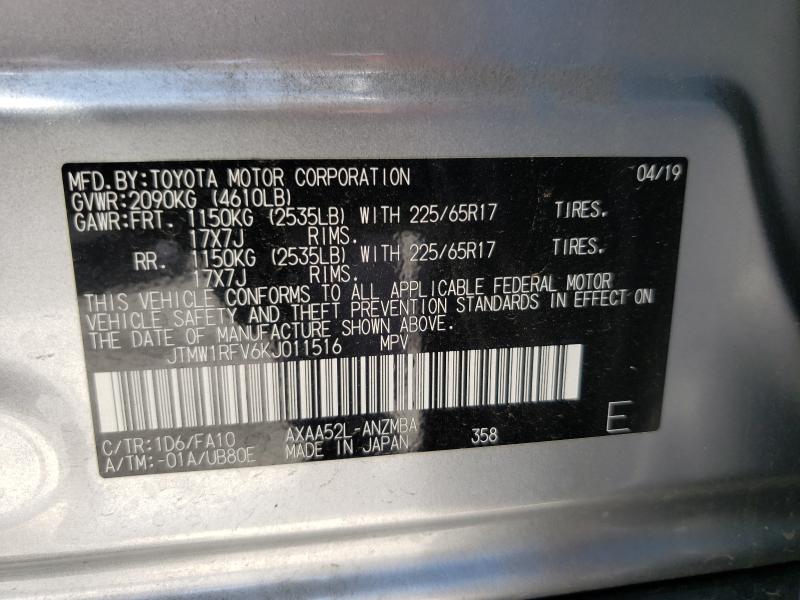 MFD.BY:TOYOTA MOTOR CORPORATION 04/19
GVWR:2090KG (4610LB)
GAWR:FRT. 1150KG (2535LB) WITH 225/65R17 TIRES.
17X7J RIMS.
RR. 1150KG (2535LB) WITH 225/65R17 TIRES.
17X7J RIMS.
THIS VEHICLE CONFORMS TO ALL APPLICABLE FEDERAL MOTOR
VEHICLE SAFETY AND THEFT PREVENTION STANDARDS IN EFFECT ON
THE DATE OF MANUFACTURE SHOWN ABOVE.
JTMW1RFV6KJ011516 MPV
C/TR:1D6/FA10 AXAA52L-ANZMBA
A/TM:-01A/UB80E MADE IN JAPAN 358 E